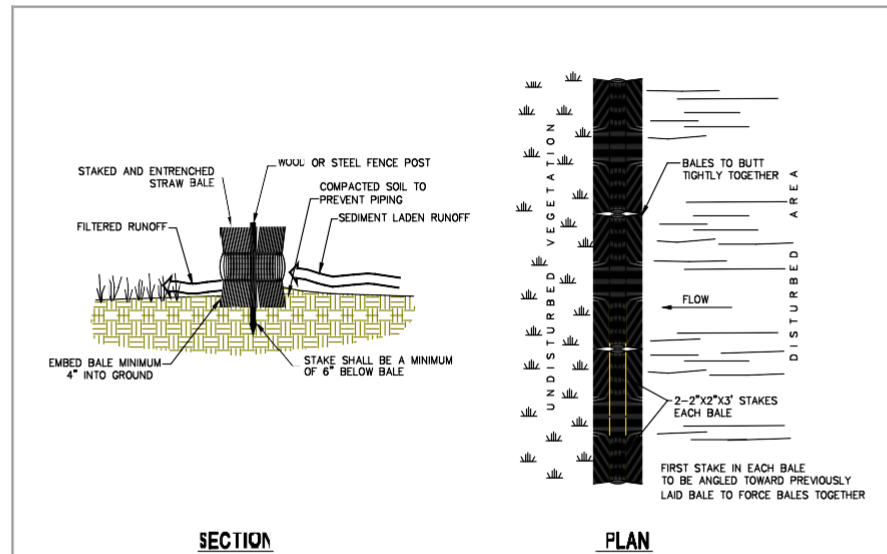 STAKED AND ENTRENCHED
STRAW BALE
WOOD OR STEEL FENCE POST
COMPACTED SOIL TO
PREVENT PIPING
FILTERED RUNOFF
SEDIMENT LADEN RUNOFF
EMBED BALE MINIMUM
4" INTO GROUND
STAKE SHALL BE A MINIMUM
OF 6" BELOW BALE
SECTION
UNDISTURBED VEGETATION
BALES TO BUTT
TIGHTLY TOGETHER
DISTURBED AREA
FLOW
2-2"X2"X3' STAKES
EACH BALE
FIRST STAKE IN EACH BALE
TO BE ANGLED TOWARD PREVIOUSLY
LAID BALE TO FORCE BALES TOGETHER
PLAN